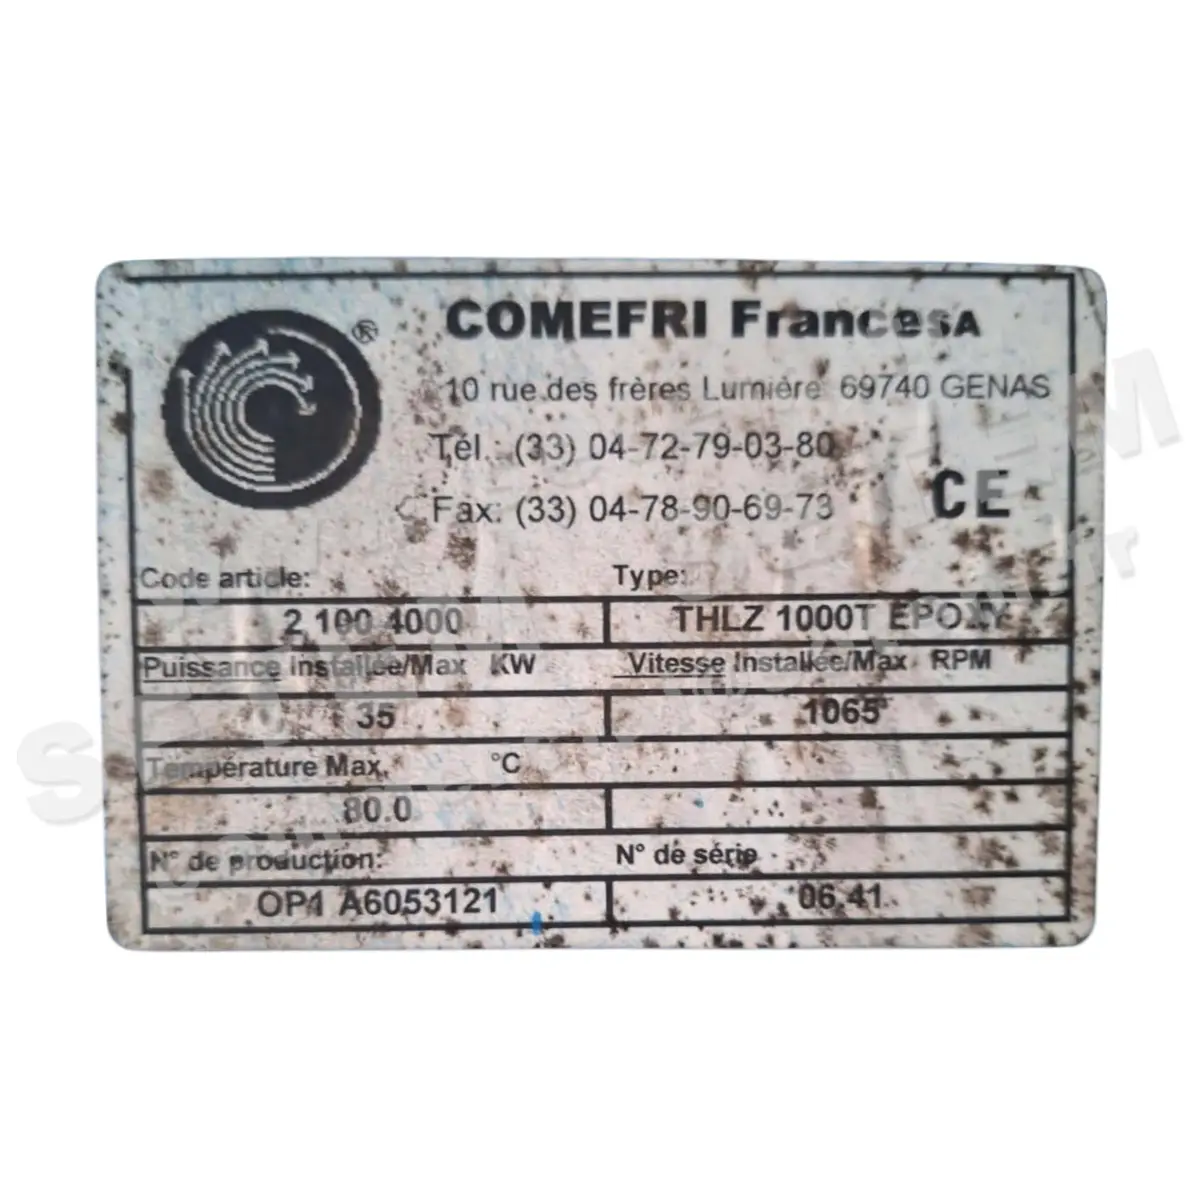 ®
COMEFRI France SA
10 rue des frères Lumière 69740 GENAS
Tél.: (33) 04-72-79-03-80
Fax: (33) 04-78-90-69-73
CE
Code article: Type:
2 100 4000 THLZ 1000T EPOXY
Puissance Installée/Max KW Vitesse Installée/Max RPM
35 1065
Température Max. °C
80.0
N° de production: N° de série
OP1 A6053121 06.41